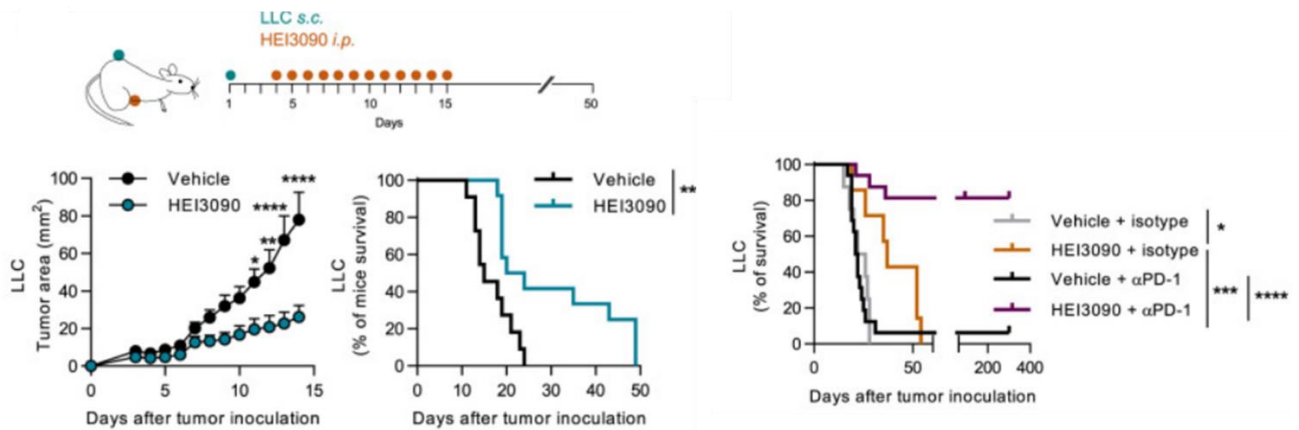 LLC s.c.
HEI3090 i.p.
1 5 10 15 50
Days
100
80
60
40
20
0
LLC
Tumor area (mm²)
Vehicle
HEI3090
*
**
****
****
0 5 10 15
Days after tumor inoculation
100
80
60
40
20
0
LLC
(% of mice survival)
Vehicle
HEI3090
**
0 10 20 30 40 50
Days after tumor inoculation
100
80
60
40
20
0
LLC
(% of survival)
Vehicle + isotype
HEI3090 + isotype
Vehicle + αPD-1
HEI3090 + αPD-1
*
***
****
0 50 200 400
Days after tumor inoculation